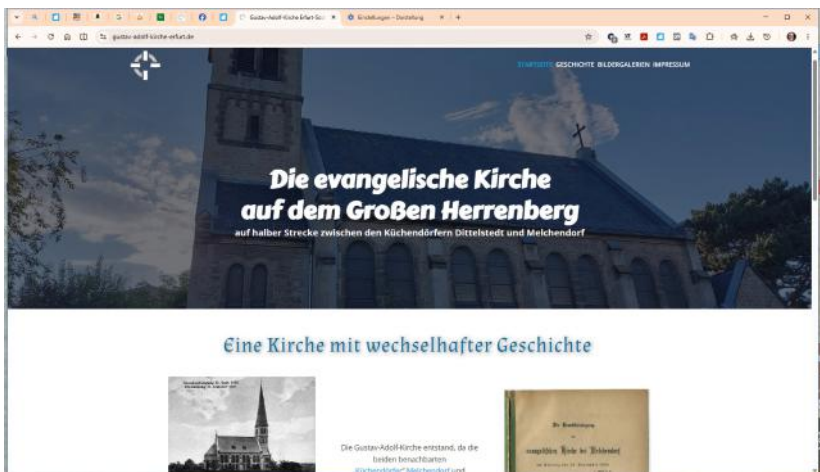 Gustav-Adolf-Kirche Erfurt
Einstellungen – Darstellung
gustav-adolf-kirche-erfurt.de
STARTSEITE GESCHICHTE BILDERGALERIEN IMPRESSUM
Die evangelische Kirche
auf dem Großen Herrenberg
auf halber Strecke zwischen den Küchendörfern Dittelstedt und Melchendorf
Eine Kirche mit wechselhafter Geschichte
Die Gustav-Adolf-Kirche entstand, da die
beiden benachbarten
"Küchendörfer" Melchendorf und
evangelischen Kirche bei Melchendorf